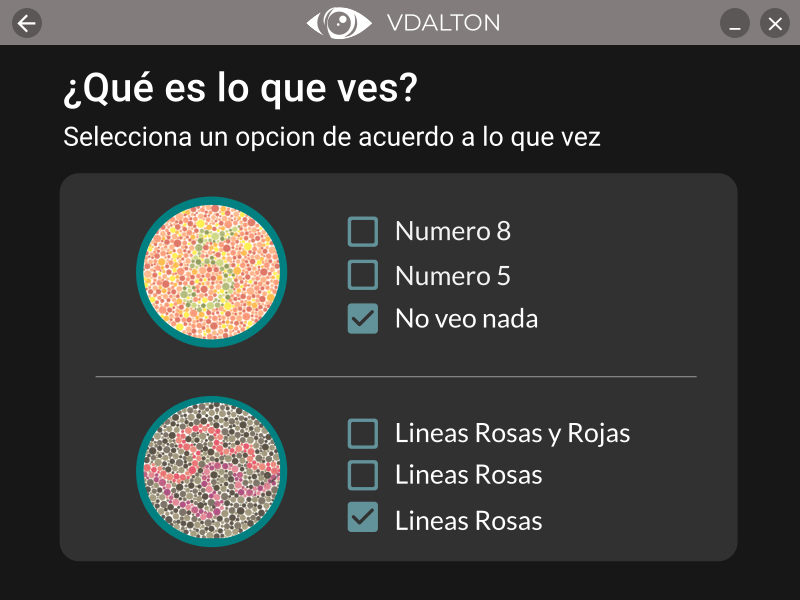 VDALTON
¿Qué es lo que ves?
Selecciona un opcion de acuerdo a lo que vez
5
Numero 8
Numero 5
No veo nada
Lineas Rosas y Rojas
Lineas Rosas
Lineas Rosas